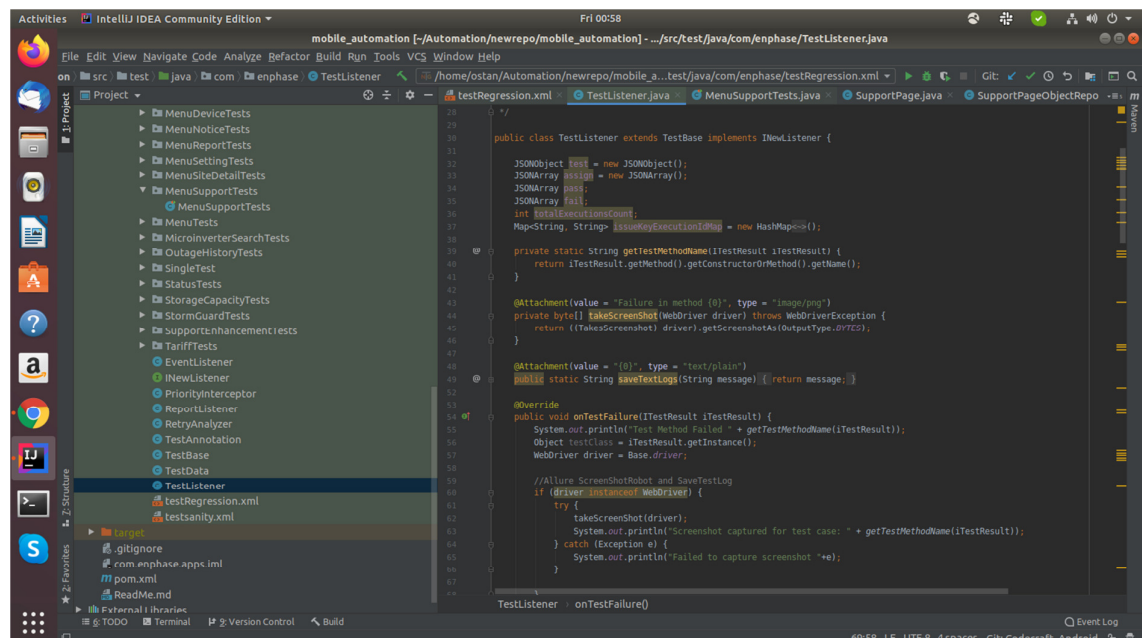 Activities IntelliJ IDEA Community Edition Fri 00:58
mobile_automation [~/Automation/newrepo/mobile_automation] - .../src/test/java/com/enphase/TestListener.java
File Edit View Navigate Code Analyze Refactor Build Run Tools VCS Window Help
on src test java com enphase TestListener /home/ostan/Automation/newrepo/mobile_a...test/java/com/enphase/testRegression.xml Git:
Project
testRegression.xml TestListener.java MenuSupportTests.java SupportPage.java SupportPageObjectRepo
1: Project
Maven
MenuDeviceTests
MenuNoticeTests
MenuReportTests
MenuSettingTests
MenuSiteDetailTests
MenuSupportTests
MenuSupportTests
MenuTests
MicroinverterSearchTests
OutageHistoryTests
SingleTest
StatusTests
StorageCapacityTests
StormGuardTests
SupportEnhancementTests
TariffTests
EventListener
INewListener
PriorityInterceptor
ReportListener
RetryAnalyzer
TestAnnotation
TestBase
TestData
TestListener
testRegression.xml
testsanity.xml
target
.gitignore
com.enphase.apps.iml
pom.xml
ReadMe.md
External Libraries
Z: Structure
2: Favorites
28 */
29
30 public class TestListener extends TestBase implements INewListener {
31
32 JSONObject test = new JSONObject();
33 JSONArray assign = new JSONArray();
34 JSONArray pass;
35 JSONArray fail;
36 int totalExecutionsCount;
37 Map<String, String> issueKeyExecutionIdMap = new HashMap<~>();
38
39 @ private static String getTestMethodName(ITestResult iTestResult) {
40 return iTestResult.getMethod().getConstructorOrMethod().getName();
41 }
42
43 @Attachment(value = "Failure in method {0}", type = "image/png")
44 private byte[] takeScreenShot(WebDriver driver) throws WebDriverException {
45 return ((TakesScreenshot) driver).getScreenshotAs(OutputType.BYTES);
46 }
47
48 @Attachment(value = "{0}", type = "text/plain")
49 @ public static String saveTextLogs(String message) { return message; }
52
53 @Override
54 public void onTestFailure(ITestResult iTestResult) {
55 System.out.println("Test Method Failed " + getTestMethodName(iTestResult));
56 Object testClass = iTestResult.getInstance();
57 WebDriver driver = Base.driver;
58
59 //Allure ScreenShotRobot and SaveTestLog
60 if (driver instanceof WebDriver) {
61 try {
62 takeScreenShot(driver);
63 System.out.println("Screenshot captured for test case: " + getTestMethodName(iTestResult));
64 } catch (Exception e) {
65 System.out.println("Failed to capture screenshot "+e);
66 }
67
68 }
TestListener › onTestFailure()
6: TODO Terminal 9: Version Control Build Event Log
60:58 LF UTF-8 4 spaces Git: Codecraft_Android